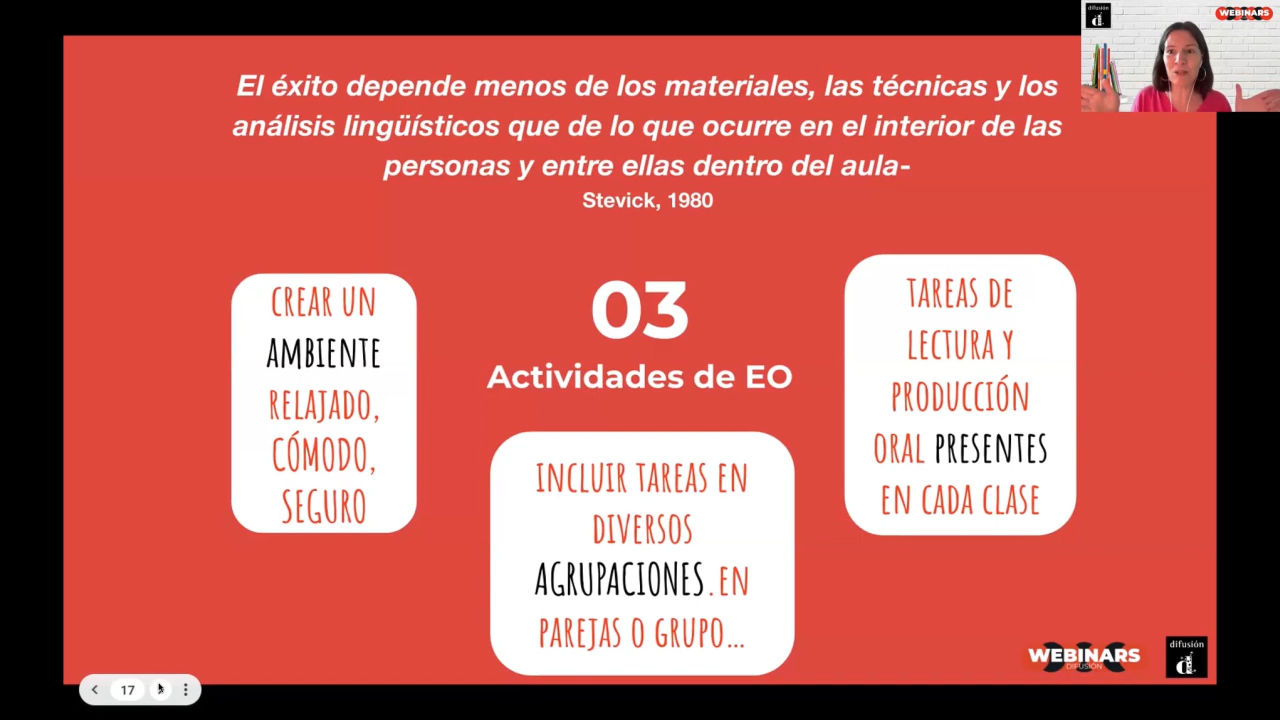 El éxito depende menos de los materiales, las técnicas y los
análisis lingüísticos que de lo que ocurre en el interior de las
personas y entre ellas dentro del aula-
Stevick, 1980
03
Actividades de EO
CREAR UN
AMBIENTE
RELAJADO,
CÓMODO,
SEGURO
INCLUIR TAREAS EN
DIVERSOS
AGRUPACIONES.EN
PAREJAS O GRUPO...
TAREAS DE
LECTURA Y
PRODUCCIÓN
ORAL PRESENTES
EN CADA CLASE
WEBINARS
DIFUSIÓN
difusión
d
17
difusión
d
WEBINARS